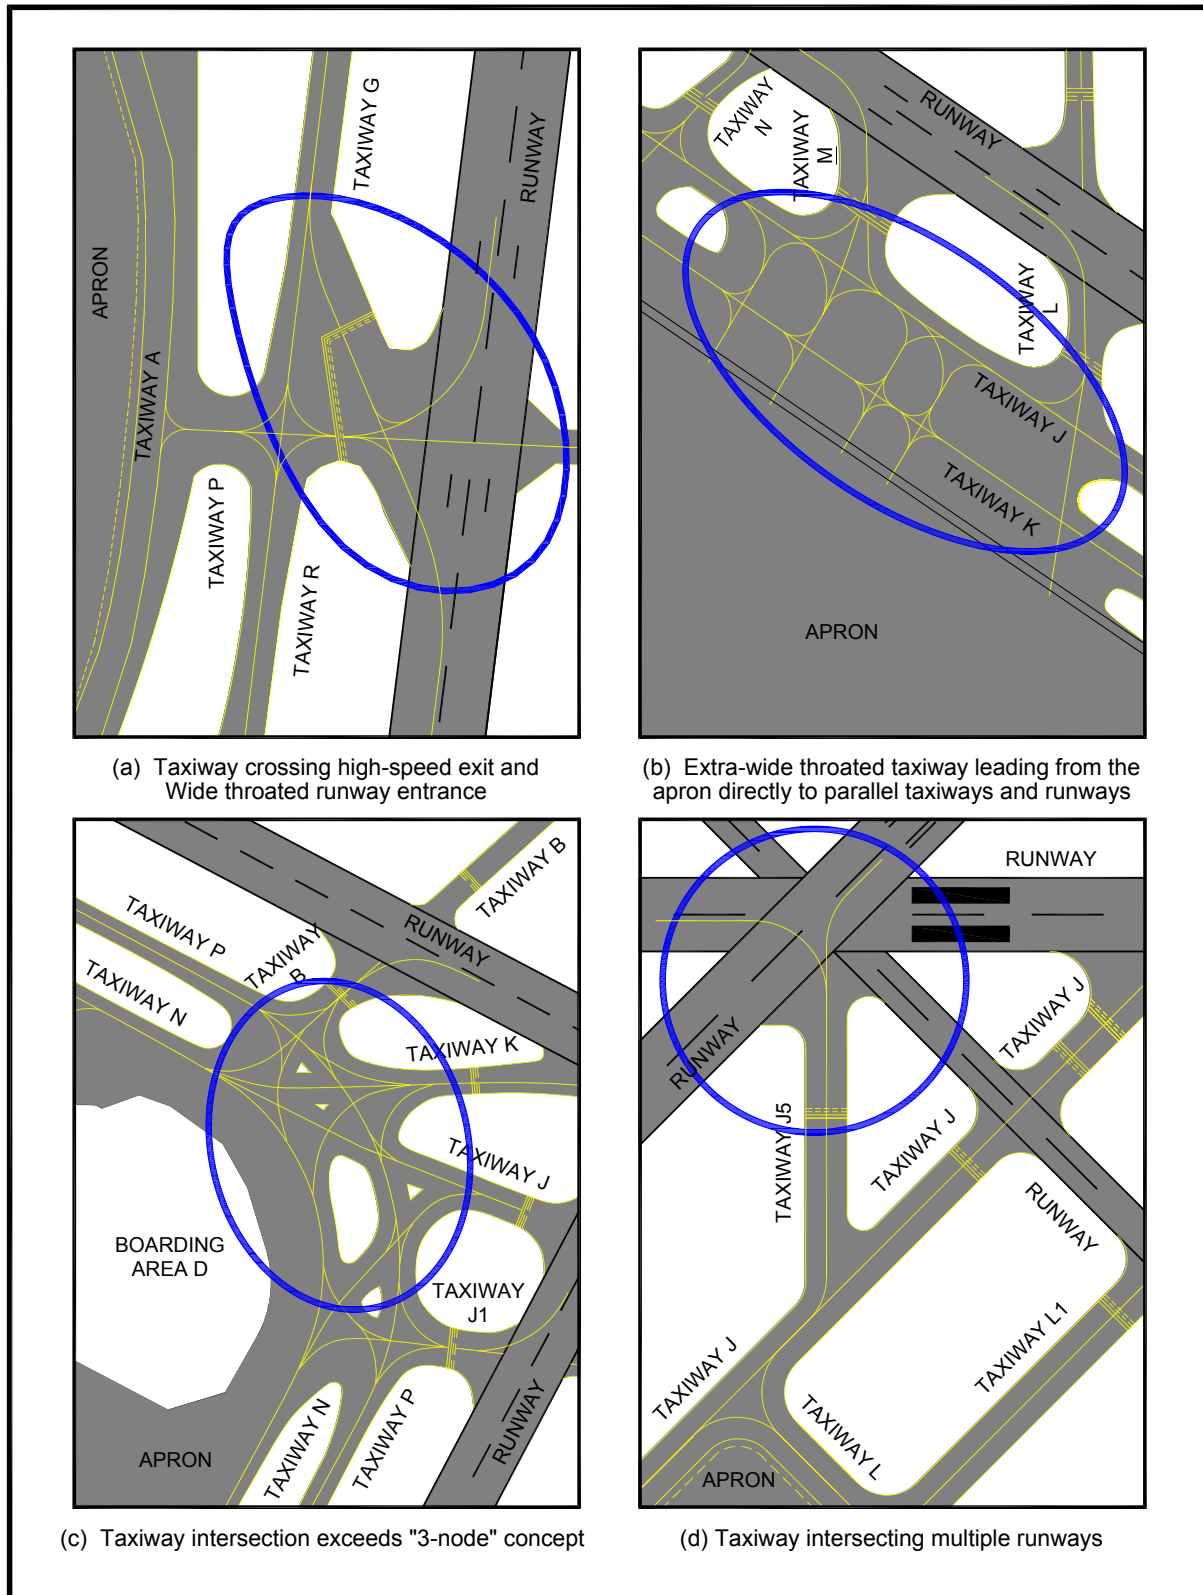 TAXIWAY G
RUNWAY
APRON
TAXIWAY A
TAXIWAY P
TAXIWAY R
(a) Taxiway crossing high-speed exit and
Wide throated runway entrance
TAXIWAY
N
TAXIWAY
M
RUNWAY
TAXIWAY
L
TAXIWAY J
TAXIWAY K
APRON
(b) Extra-wide throated taxiway leading from the
apron directly to parallel taxiways and runways
TAXIWAY B
TAXIWAY P
TAXIWAY
B
RUNWAY
TAXIWAY N
TAXIWAY K
TAXIWAY J
BOARDING
AREA D
TAXIWAY
J1
TAXIWAY N
TAXIWAY P
RUNWAY
APRON
(c) Taxiway intersection exceeds "3-node" concept
RUNWAY
RUNWAY
TAXIWAY J
TAXIWAY J5
TAXIWAY J
RUNWAY
TAXIWAY J
TAXIWAY L1
TAXIWAY L
APRON
(d) Taxiway intersecting multiple runways